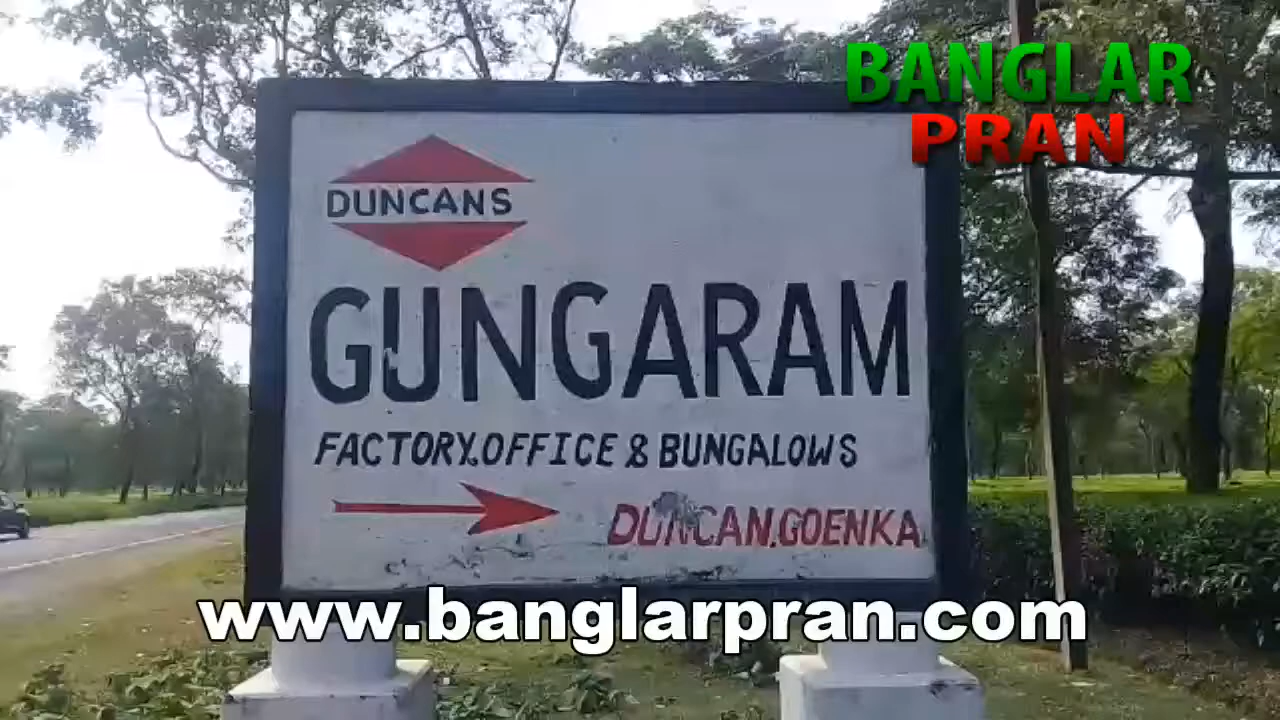 BANGLAR
PRAN
DUNCANS
GUNGARAM
FACTORY.OFFICE & BUNGALOWS
DUNCAN.GOENKA
www.banglarpran.com